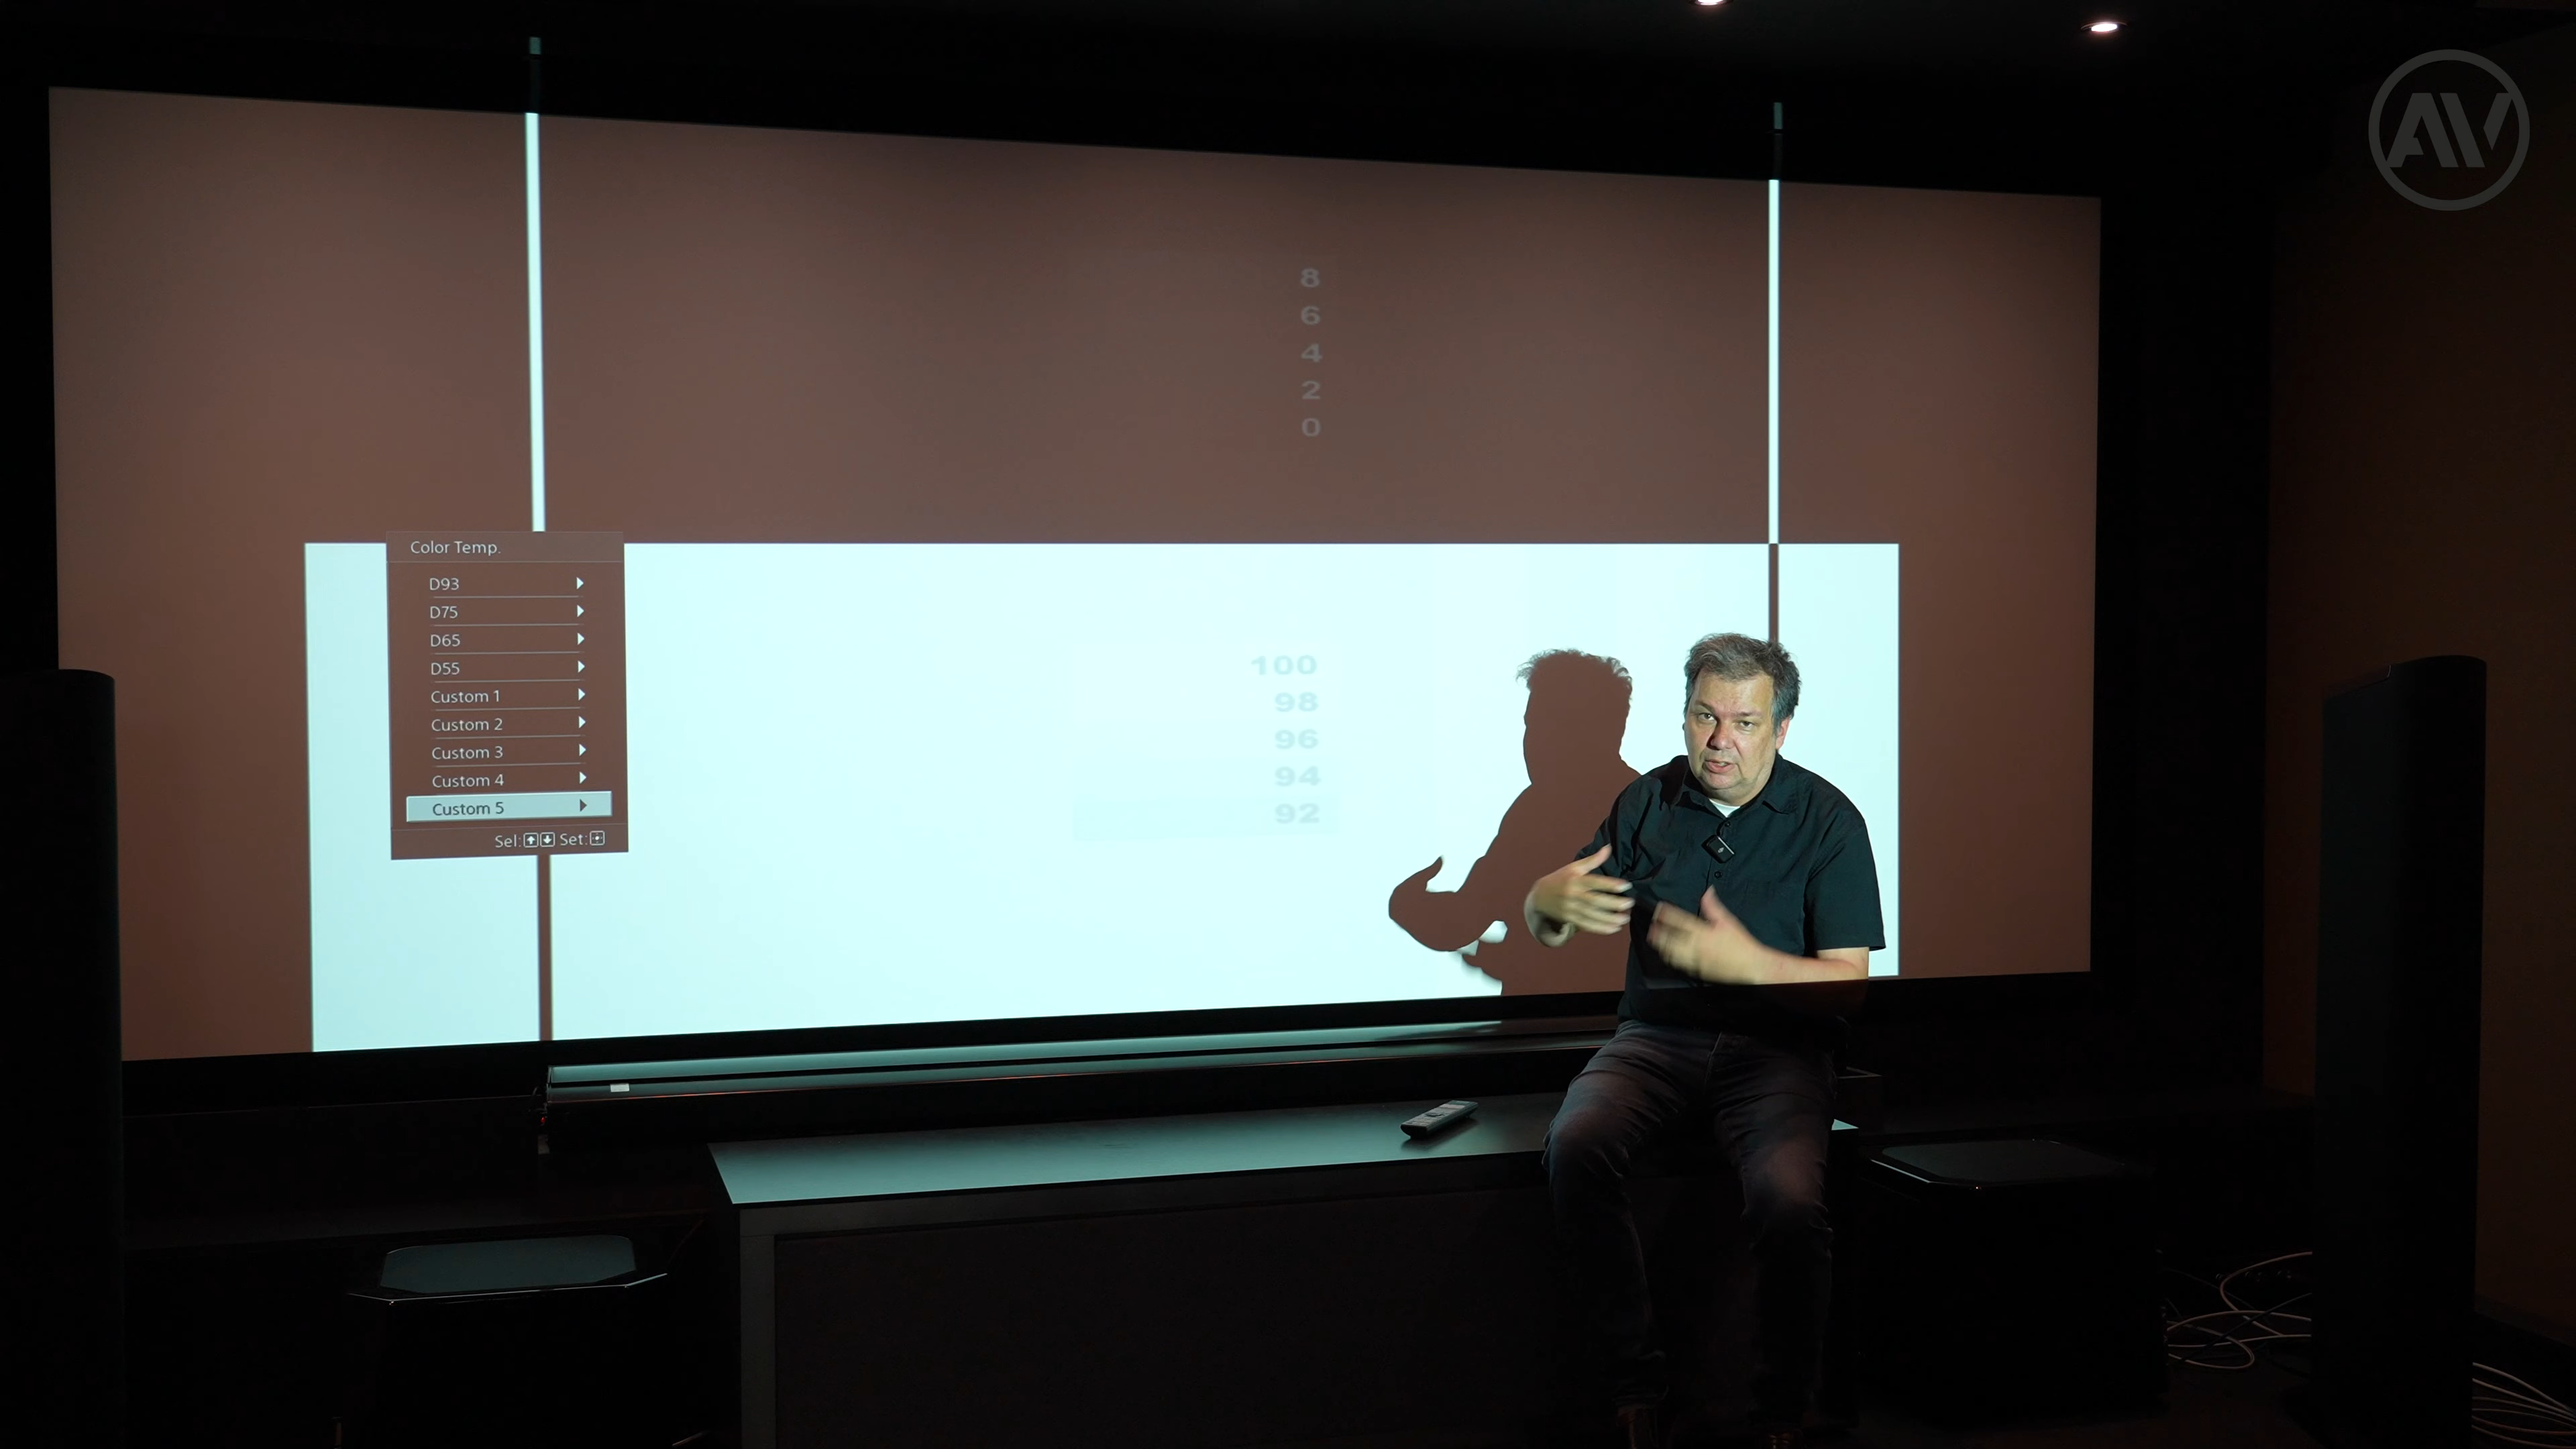 AV
8
6
4
2
0
Color Temp.
D93
D75
D65
D55
Custom 1
Custom 2
Custom 3
Custom 4
Custom 5
Sel: Set:
100
98
96
94
92